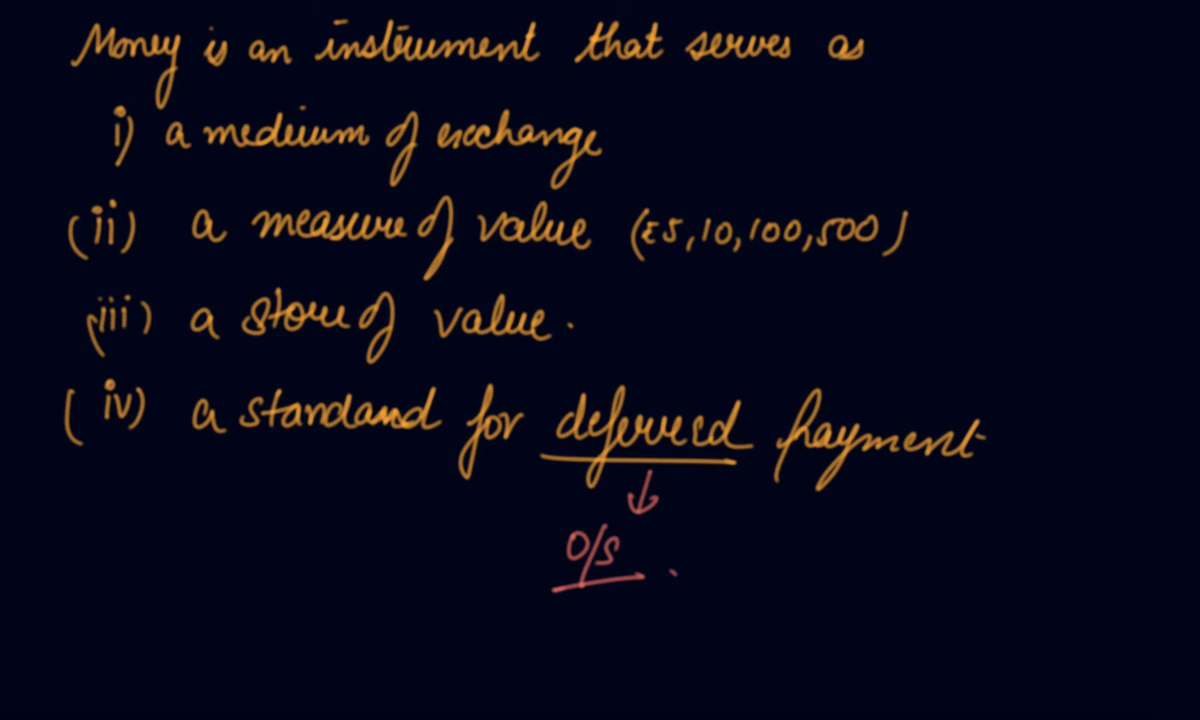 Money is an instrument that serves as
i) a medium of exchange
(ii) a measure of value (₹5,10,100,500)
(iii) a store of value.
(iv) a standard for deferred payment
↓
O/S.